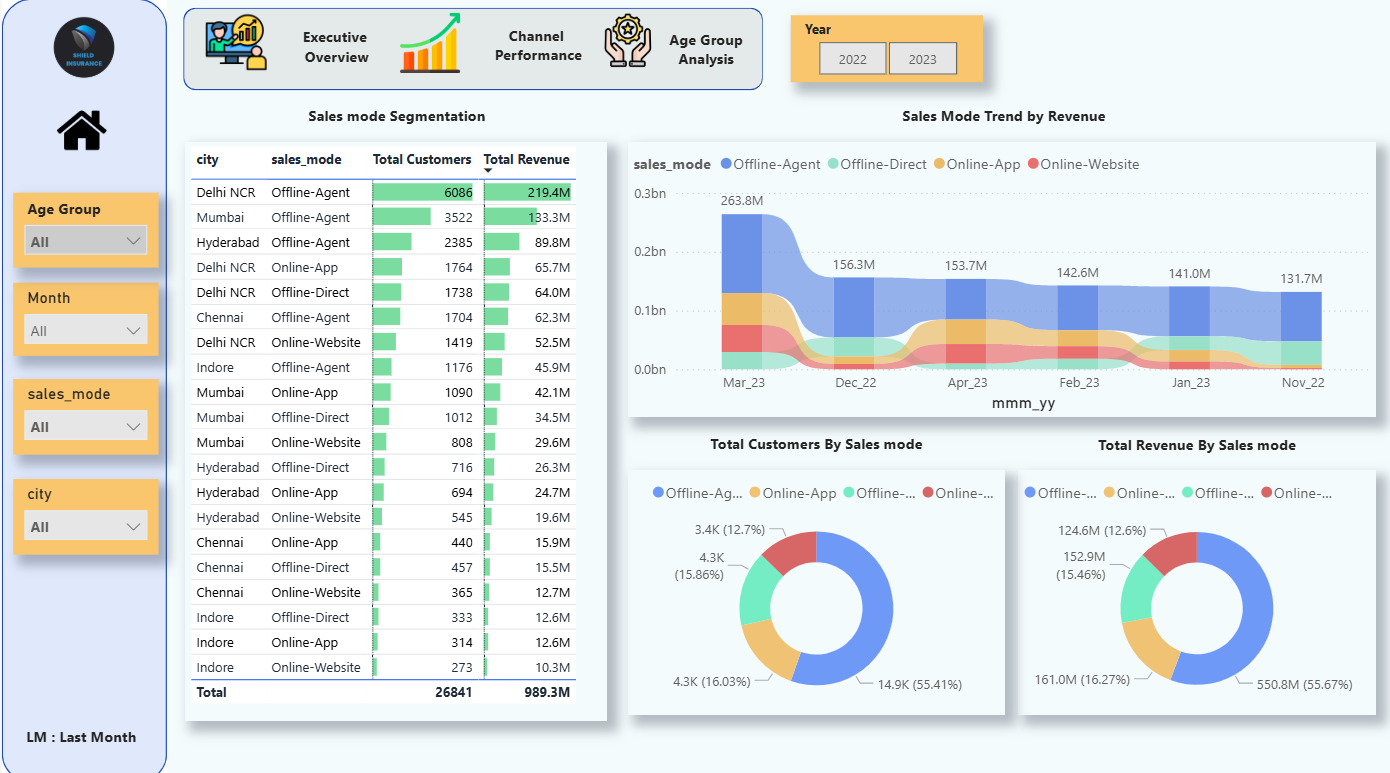 SHIELD
INSURANCE
Executive
Overview
Channel
Performance
Age Group
Analysis
Year
2022 2023
Age Group
All
Month
All
sales_mode
All
city
All
LM : Last Month
Sales mode Segmentation
city sales_mode Total Customers Total Revenue
Delhi NCR Offline-Agent 6086 219.4M
Mumbai Offline-Agent 3522 133.3M
Hyderabad Offline-Agent 2385 89.8M
Delhi NCR Online-App 1764 65.7M
Delhi NCR Offline-Direct 1738 64.0M
Chennai Offline-Agent 1704 62.3M
Delhi NCR Online-Website 1419 52.5M
Indore Offline-Agent 1176 45.9M
Mumbai Online-App 1090 42.1M
Mumbai Offline-Direct 1012 34.5M
Mumbai Online-Website 808 29.6M
Hyderabad Offline-Direct 716 26.3M
Hyderabad Online-App 694 24.7M
Hyderabad Online-Website 545 19.6M
Chennai Online-App 440 15.9M
Chennai Offline-Direct 457 15.5M
Chennai Online-Website 365 12.7M
Indore Offline-Direct 333 12.6M
Indore Online-App 314 12.6M
Indore Online-Website 273 10.3M
Total 26841 989.3M
Sales Mode Trend by Revenue
sales_mode Offline-Agent Offline-Direct Online-App Online-Website
0.3bn
0.2bn
0.1bn
0.0bn
263.8M 156.3M 153.7M 142.6M 141.0M 131.7M
Mar_23 Dec_22 Apr_23 Feb_23 Jan_23 Nov_22
mmm_yy
Total Customers By Sales mode
Offline-Ag... Online-App Offline-... Online-...
3.4K (12.7%)
4.3K
(15.86%)
4.3K (16.03%)
14.9K (55.41%)
Total Revenue By Sales mode
Offline-... Online-... Offline-... Online-...
124.6M (12.6%)
152.9M
(15.46%)
161.0M (16.27%)
550.8M (55.67%)